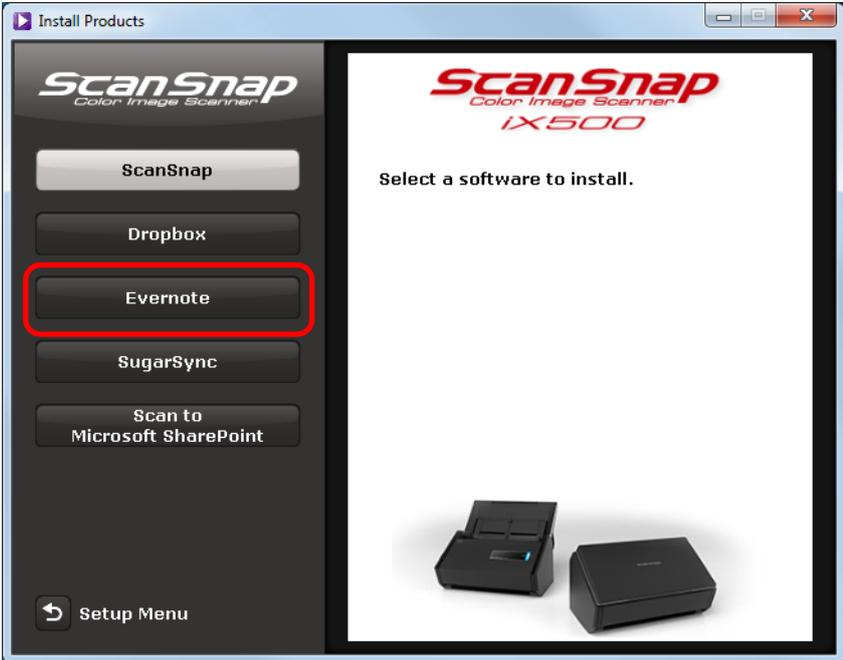 Install Products
ScanSnap
Color Image Scanner
ScanSnap
Dropbox
Evernote
SugarSync
Scan to
Microsoft SharePoint
Setup Menu
ScanSnap
Color Image Scanner
iX500
Select a software to install.